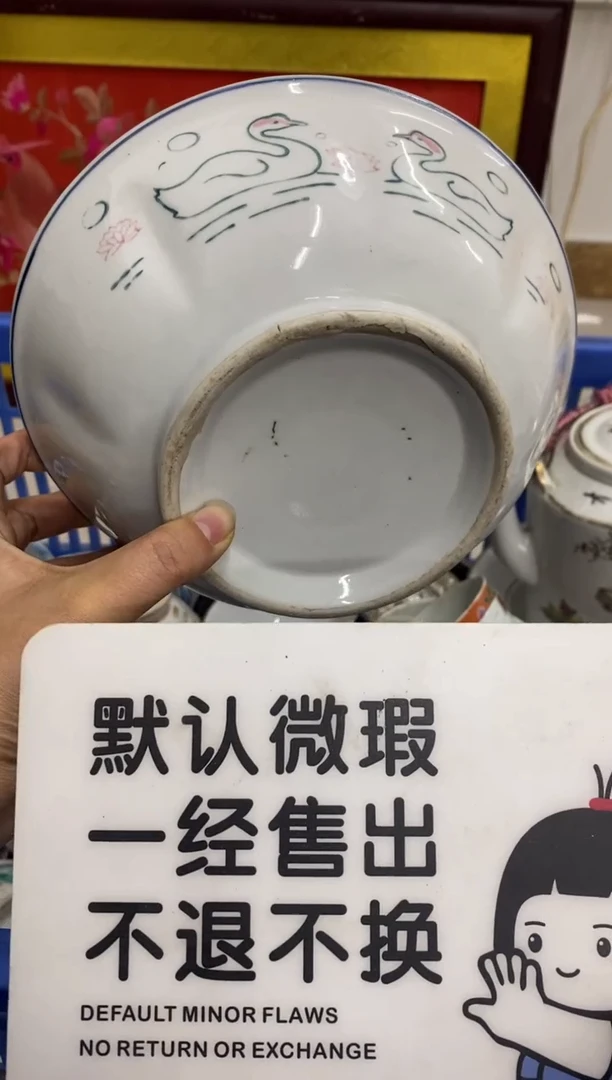 默认微瑕
一经售出
不退不换
DEFAULT MINOR FLAWS
NO RETURN OR EXCHANGE